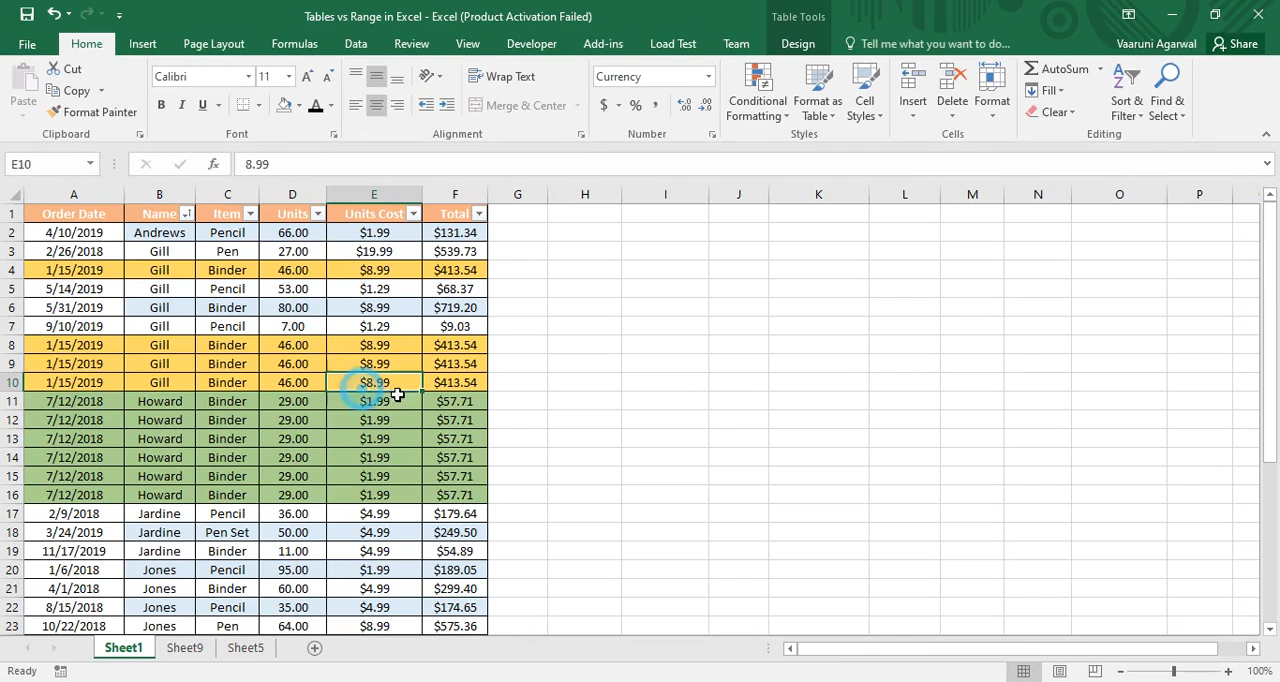 Tables vs Range in Excel - Excel (Product Activation Failed)
Table Tools
File Home Insert Page Layout Formulas Data Review View Developer Add-ins Load Test Team Design Tell me what you want to do... Vaaruni Agarwal Share
Paste Cut Copy Format Painter Clipboard
Calibri 11 B I U A Font
Wrap Text Merge & Center Alignment
Currency $ % , Number
Conditional Formatting Format as Table Cell Styles Styles
Insert Delete Format Cells
AutoSum Fill Clear Sort & Filter Find & Select Editing
E10 fx 8.99
A B C D E F G H I J K L M N O P
1 Order Date Name Item Units Units Cost Total
2 4/10/2019 Andrews Pencil 66.00 $1.99 $131.34
3 2/26/2018 Gill Pen 27.00 $19.99 $539.73
4 1/15/2019 Gill Binder 46.00 $8.99 $413.54
5 5/14/2019 Gill Pencil 53.00 $1.29 $68.37
6 5/31/2019 Gill Binder 80.00 $8.99 $719.20
7 9/10/2019 Gill Pencil 7.00 $1.29 $9.03
8 1/15/2019 Gill Binder 46.00 $8.99 $413.54
9 1/15/2019 Gill Binder 46.00 $8.99 $413.54
10 1/15/2019 Gill Binder 46.00 $8.99 $413.54
11 7/12/2018 Howard Binder 29.00 $1.99 $57.71
12 7/12/2018 Howard Binder 29.00 $1.99 $57.71
13 7/12/2018 Howard Binder 29.00 $1.99 $57.71
14 7/12/2018 Howard Binder 29.00 $1.99 $57.71
15 7/12/2018 Howard Binder 29.00 $1.99 $57.71
16 7/12/2018 Howard Binder 29.00 $1.99 $57.71
17 2/9/2018 Jardine Pencil 36.00 $4.99 $179.64
18 3/24/2019 Jardine Pen Set 50.00 $4.99 $249.50
19 11/17/2019 Jardine Binder 11.00 $4.99 $54.89
20 1/6/2018 Jones Pencil 95.00 $1.99 $189.05
21 4/1/2018 Jones Binder 60.00 $4.99 $299.40
22 8/15/2018 Jones Pencil 35.00 $4.99 $174.65
23 10/22/2018 Jones Pen 64.00 $8.99 $575.36
Sheet1 Sheet9 Sheet5
Ready 100%